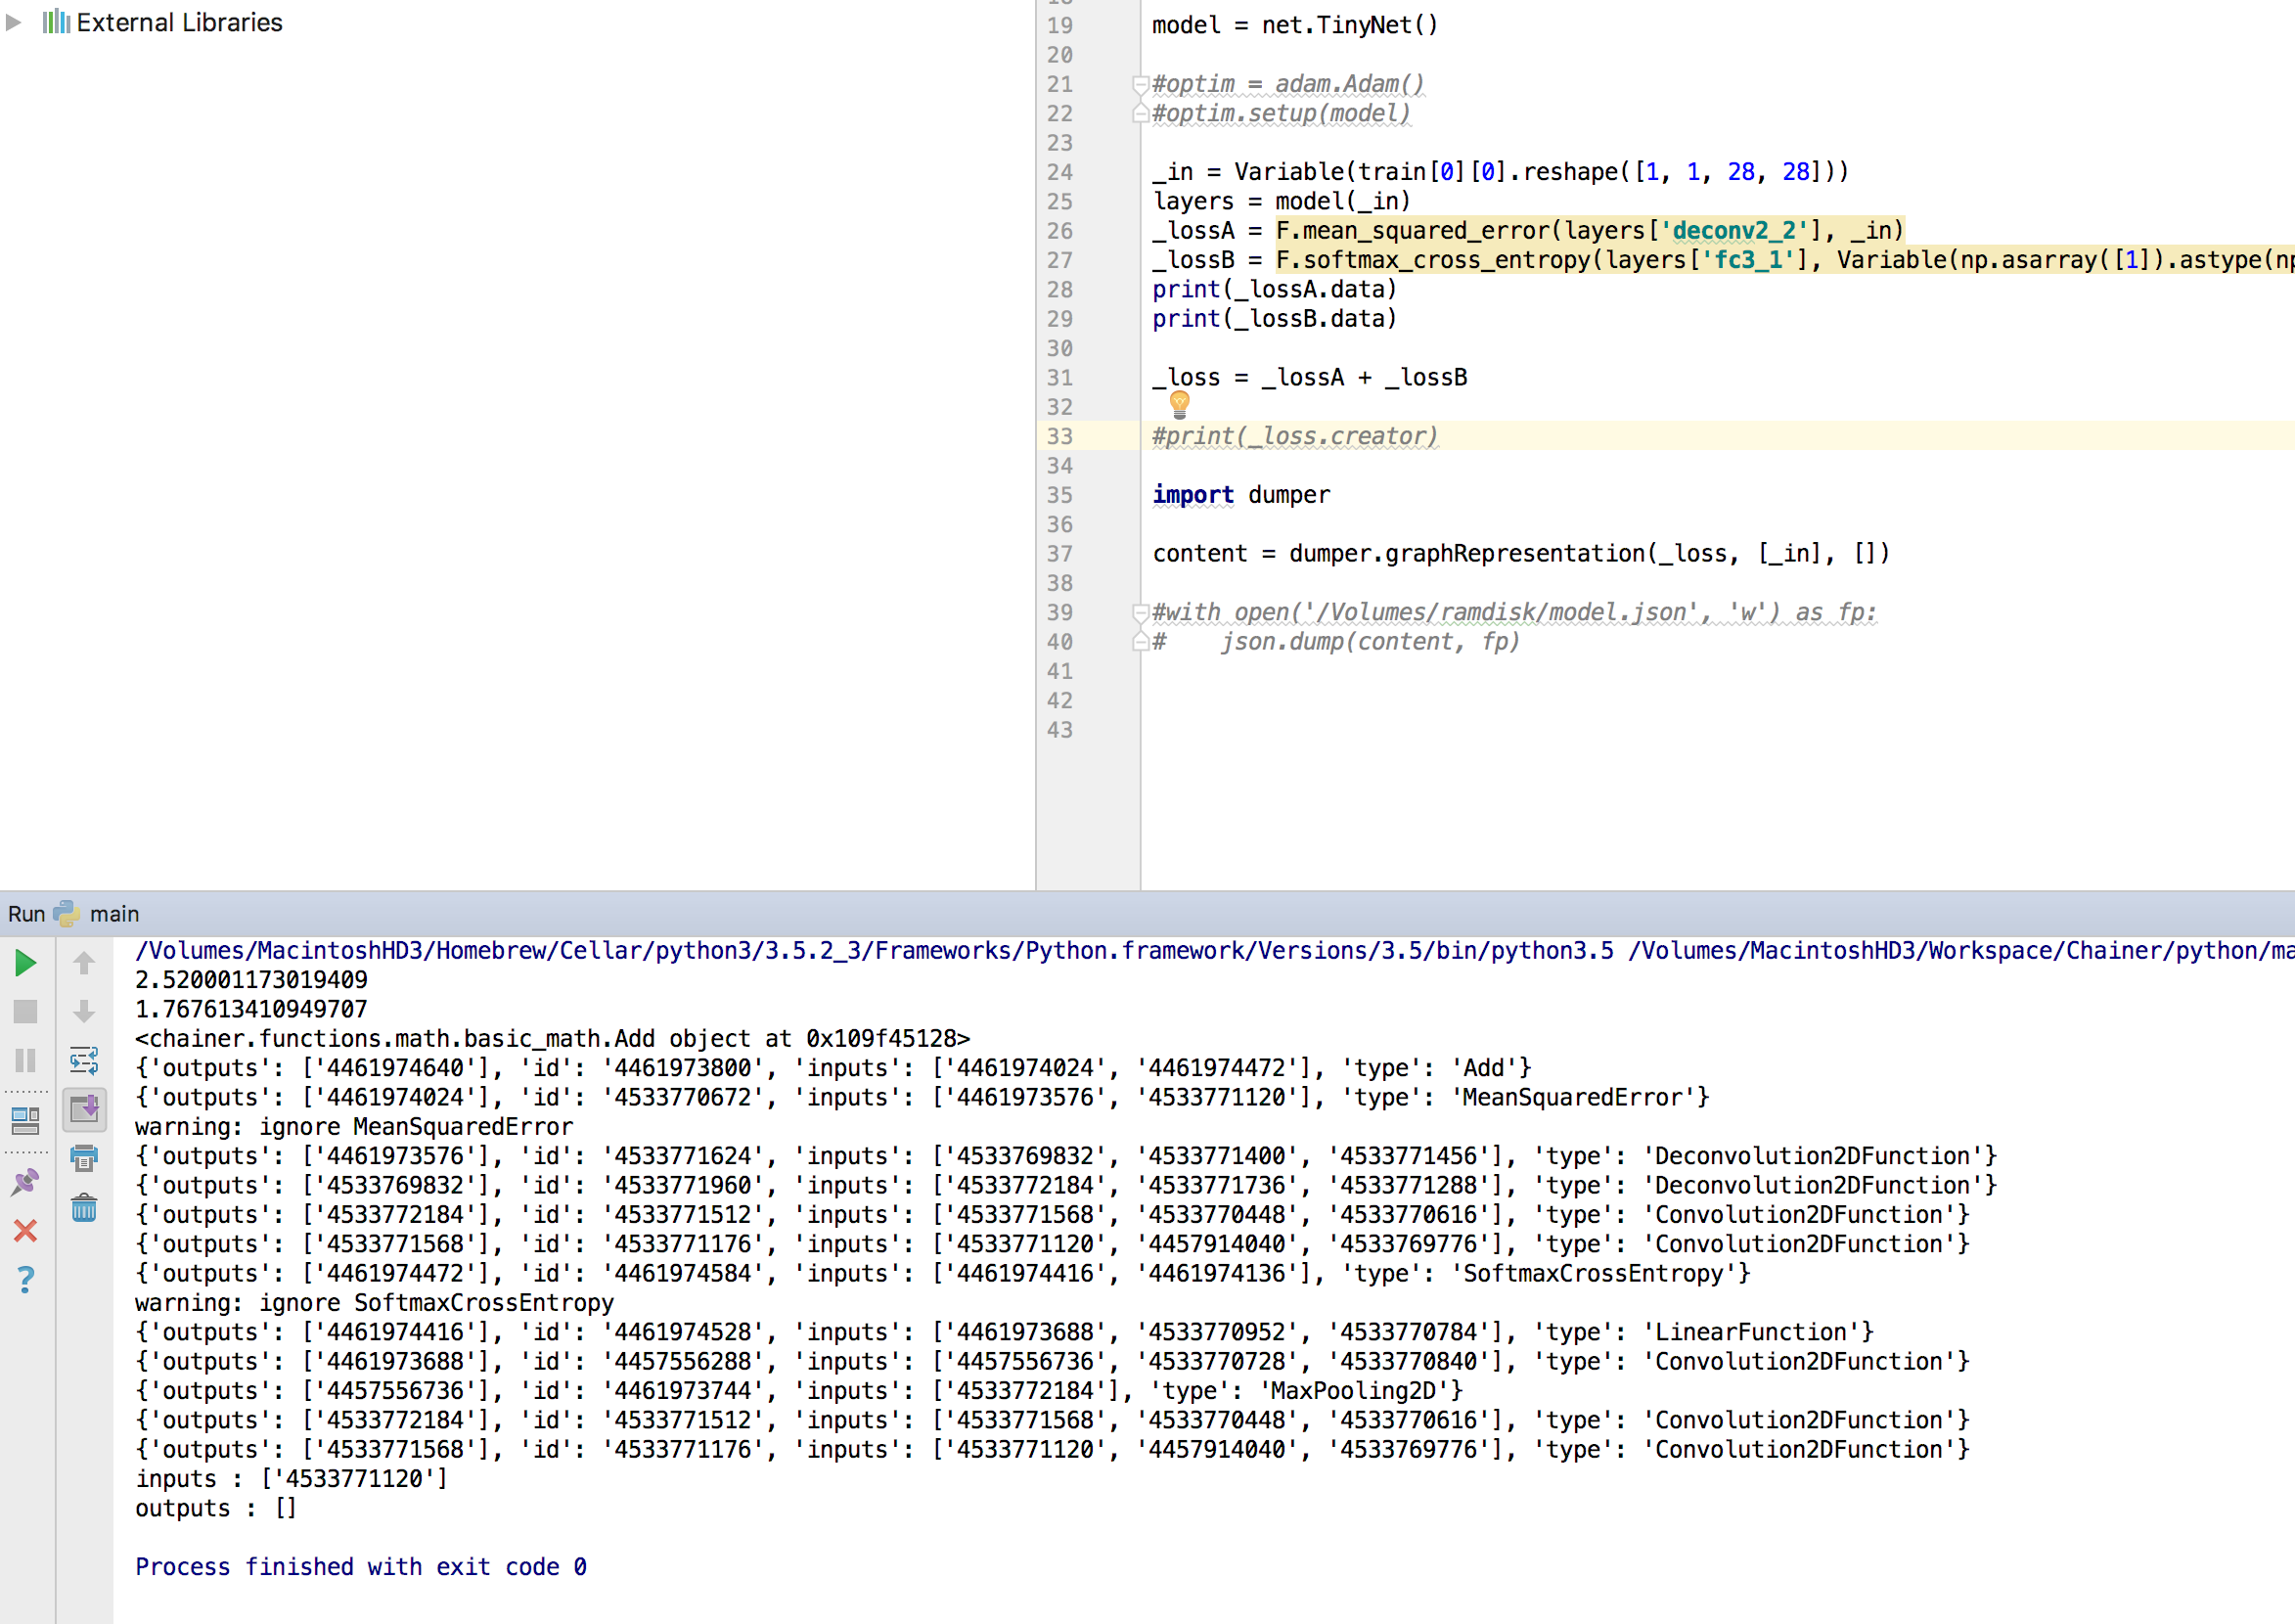 External Libraries
18
19 model = net.TinyNet()
20
21 #optim = adam.Adam()
22 #optim.setup(model)
23
24 _in = Variable(train[0][0].reshape([1, 1, 28, 28]))
25 layers = model(_in)
26 _lossA = F.mean_squared_error(layers['deconv2_2'], _in)
27 _lossB = F.softmax_cross_entropy(layers['fc3_1'], Variable(np.asarray([1]).astype(np
28 print(_lossA.data)
29 print(_lossB.data)
30
31 _loss = _lossA + _lossB
32
33 #print(_loss.creator)
34
35 import dumper
36
37 content = dumper.graphRepresentation(_loss, [_in], [])
38
39 #with open('/Volumes/ramdisk/model.json', 'w') as fp:
40 #    json.dump(content, fp)
41
42
43
Run main
/Volumes/MacintoshHD3/Homebrew/Cellar/python3/3.5.2_3/Frameworks/Python.framework/Versions/3.5/bin/python3.5 /Volumes/MacintoshHD3/Workspace/Chainer/python/ma
2.520001173019409
1.767613410949707
<chainer.functions.math.basic_math.Add object at 0x109f45128>
{'outputs': ['4461974640'], 'id': '4461973800', 'inputs': ['4461974024', '4461974472'], 'type': 'Add'}
{'outputs': ['4461974024'], 'id': '4533770672', 'inputs': ['4461973576', '4533771120'], 'type': 'MeanSquaredError'}
warning: ignore MeanSquaredError
{'outputs': ['4461973576'], 'id': '4533771624', 'inputs': ['4533769832', '4533771400', '4533771456'], 'type': 'Deconvolution2DFunction'}
{'outputs': ['4533769832'], 'id': '4533771960', 'inputs': ['4533772184', '4533771736', '4533771288'], 'type': 'Deconvolution2DFunction'}
{'outputs': ['4533772184'], 'id': '4533771512', 'inputs': ['4533771568', '4533770448', '4533770616'], 'type': 'Convolution2DFunction'}
{'outputs': ['4533771568'], 'id': '4533771176', 'inputs': ['4533771120', '4457914040', '4533769776'], 'type': 'Convolution2DFunction'}
{'outputs': ['4461974472'], 'id': '4461974584', 'inputs': ['4461974416', '4461974136'], 'type': 'SoftmaxCrossEntropy'}
warning: ignore SoftmaxCrossEntropy
{'outputs': ['4461974416'], 'id': '4461974528', 'inputs': ['4461973688', '4533770952', '4533770784'], 'type': 'LinearFunction'}
{'outputs': ['4461973688'], 'id': '4457556288', 'inputs': ['4457556736', '4533770728', '4533770840'], 'type': 'Convolution2DFunction'}
{'outputs': ['4457556736'], 'id': '4461973744', 'inputs': ['4533772184'], 'type': 'MaxPooling2D'}
{'outputs': ['4533772184'], 'id': '4533771512', 'inputs': ['4533771568', '4533770448', '4533770616'], 'type': 'Convolution2DFunction'}
{'outputs': ['4533771568'], 'id': '4533771176', 'inputs': ['4533771120', '4457914040', '4533769776'], 'type': 'Convolution2DFunction'}
inputs : ['4533771120']
outputs : []
Process finished with exit code 0